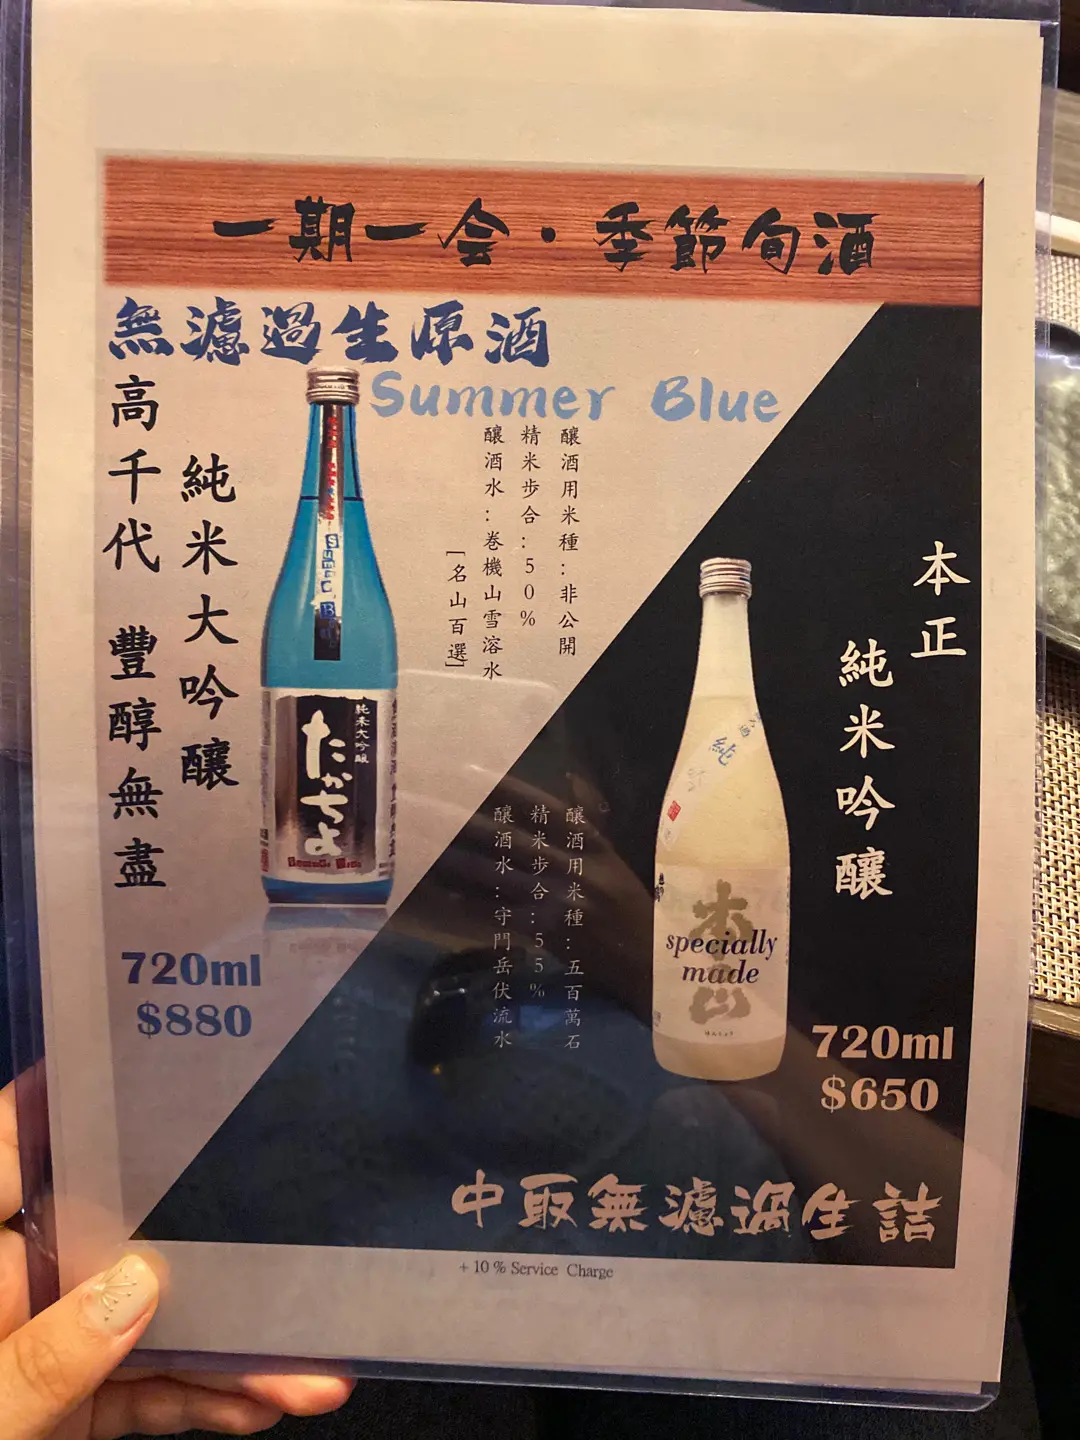 一期一会・季節旬酒
無濾過生原酒
Summer Blue
高千代 豐醇無盡
純米大吟釀
釀酒用米種：非公開
精米步合：50%
釀酒水：卷機山雪溶水
［名山百選］
純米大吟醸
たかちよ
720ml
$880
本正
純米吟釀
釀酒用米種：五百萬石
精米步合：55%
釀酒水：守門岳伏流水
純
specially
made
720ml
$650
中取無濾過生詰
+ 10 % Service Charge